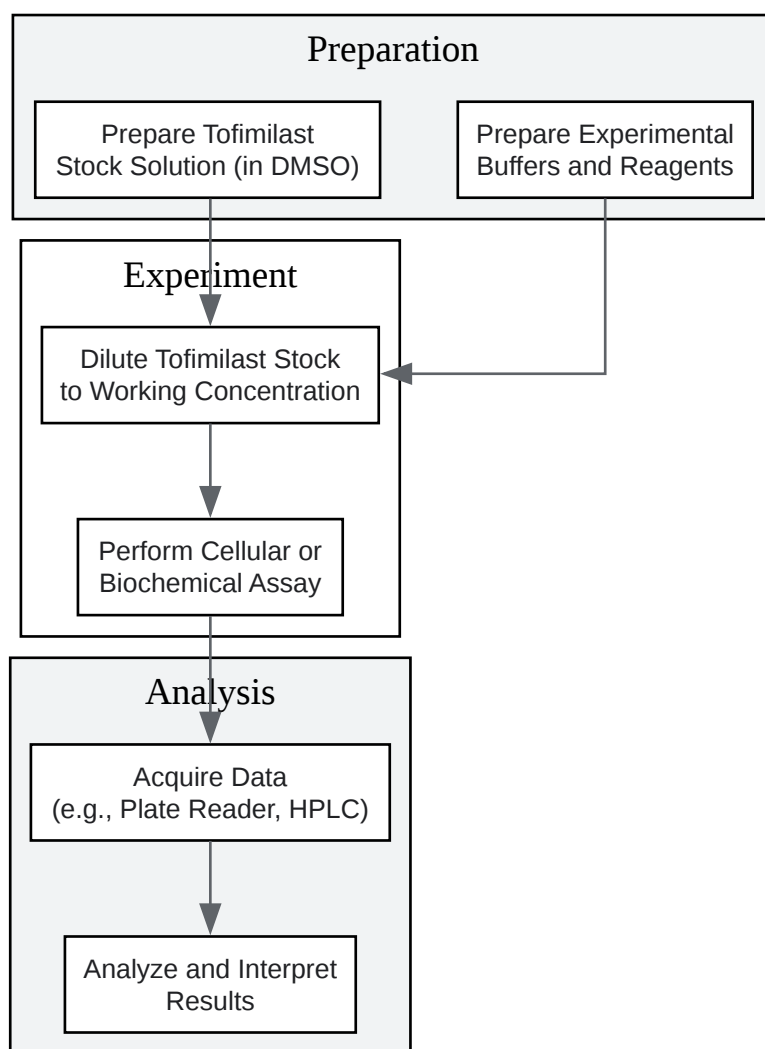 Preparation
Prepare Tofimilast
Stock Solution (in DMSO)
Prepare Experimental
Buffers and Reagents
Experiment
Dilute Tofimilast Stock
to Working Concentration
Perform Cellular or
Biochemical Assay
Analysis
Acquire Data
(e.g., Plate Reader, HPLC)
Analyze and Interpret
Results